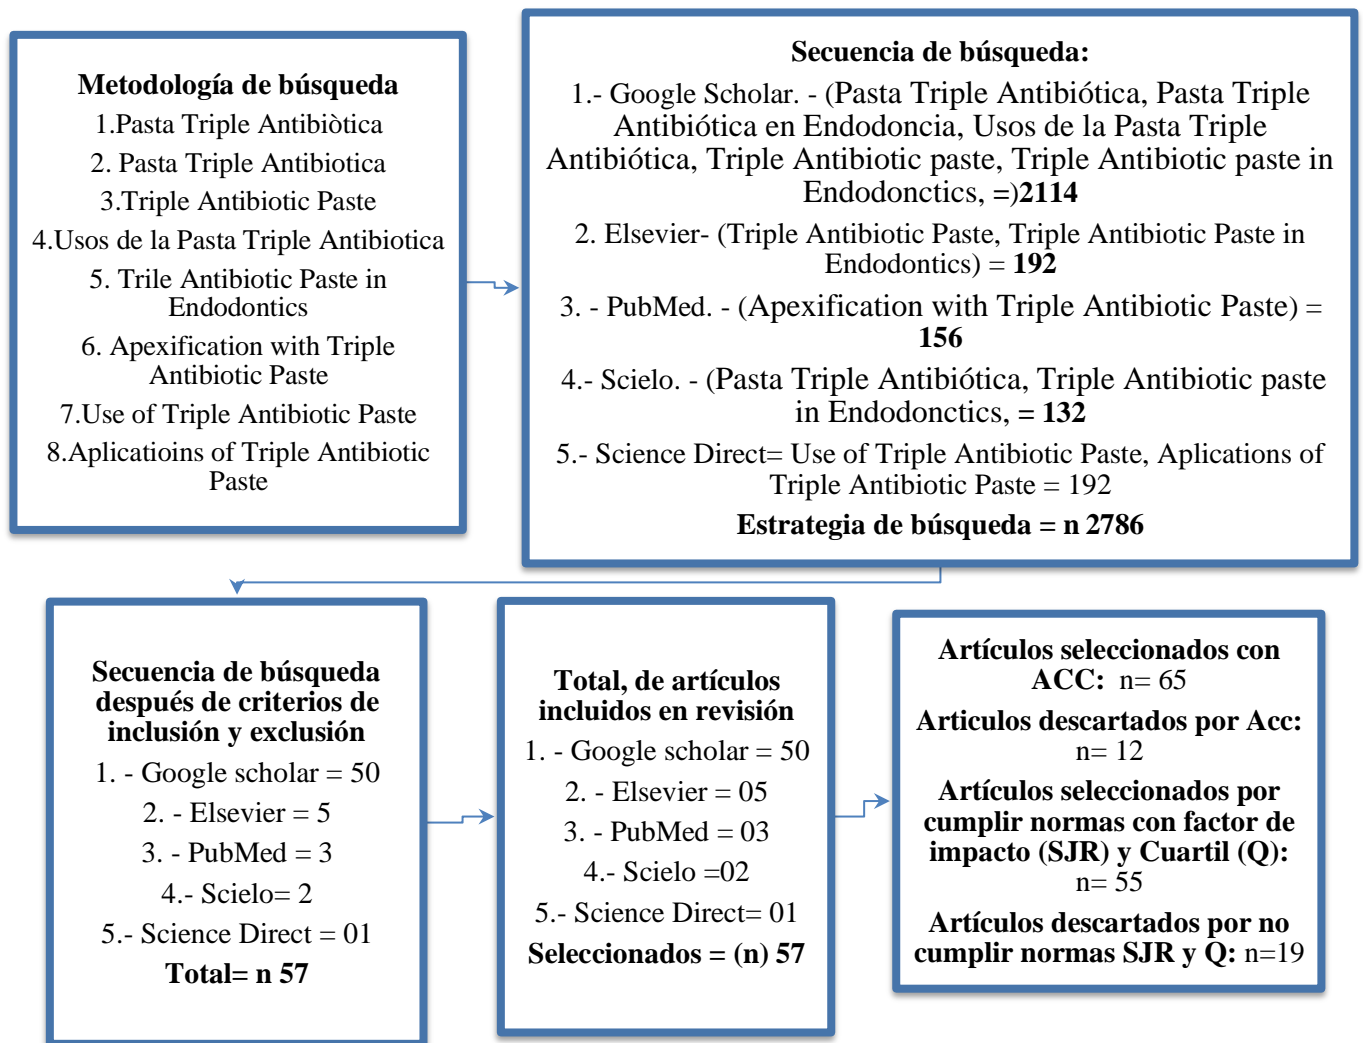 Metodología de búsqueda
1.Pasta Triple Antibiòtica
2. Pasta Triple Antibiotica
3.Triple Antibiotic Paste
4.Usos de la Pasta Triple Antibiotica
5. Trile Antibiotic Paste in
Endodontics
6. Apexification with Triple
Antibiotic Paste
7.Use of Triple Antibiotic Paste
8.Aplicatioins of Triple Antibiotic
Paste
Secuencia de búsqueda:
1.- Google Scholar. - (Pasta Triple Antibiótica, Pasta Triple
Antibiótica en Endodoncia, Usos de la Pasta Triple
Antibiótica, Triple Antibiotic paste, Triple Antibiotic paste in
Endodonctics, =)2114
2. Elsevier- (Triple Antibiotic Paste, Triple Antibiotic Paste in
Endodontics) = 192
3. - PubMed. - (Apexification with Triple Antibiotic Paste) =
156
4.- Scielo. - (Pasta Triple Antibiótica, Triple Antibiotic paste
in Endodonctics, = 132
5.- Science Direct= Use of Triple Antibiotic Paste, Aplications of
Triple Antibiotic Paste = 192
Estrategia de búsqueda = n 2786
Secuencia de búsqueda
después de criterios de
inclusión y exclusión
1. - Google scholar = 50
2. - Elsevier = 5
3. - PubMed = 3
4.- Scielo= 2
5.- Science Direct = 01
Total= n 57
Total, de artículos
incluidos en revisión
1. - Google scholar = 50
2. - Elsevier = 05
3. - PubMed = 03
4.- Scielo =02
5.- Science Direct= 01
Seleccionados = (n) 57
Artículos seleccionados con
ACC: n= 65
Articulos descartados por Acc:
n= 12
Artículos seleccionados por
cumplir normas con factor de
impacto (SJR) y Cuartil (Q):
n= 55
Artículos descartados por no
cumplir normas SJR y Q: n=19